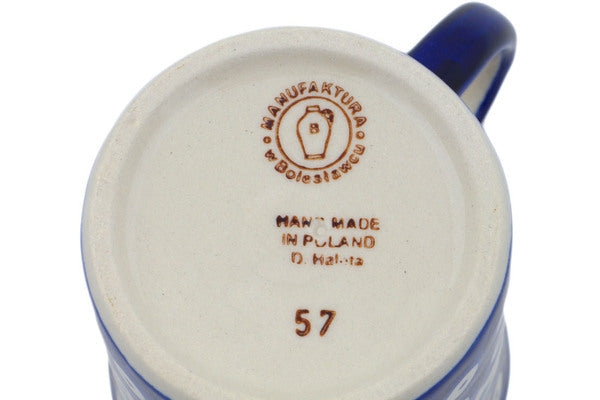 MANUFAKTURA
B
w Bolesławcu
HAND MADE
IN POLAND
D.
57